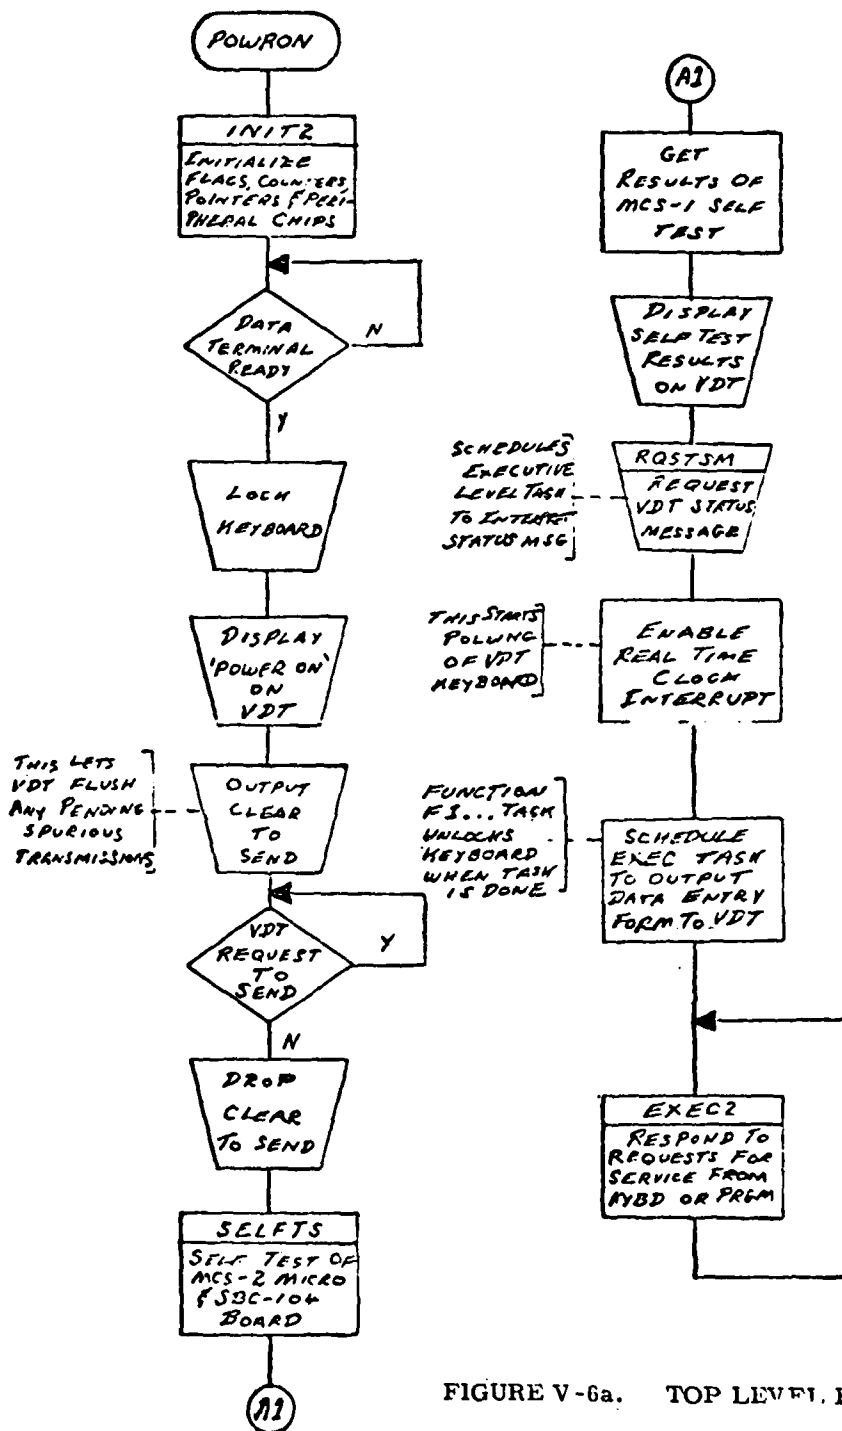 POWRON
INIT2
INITIALIZE
FLAGS, COUNTERS,
POINTERS & PERI-
PHERAL CHIPS
DATA
TERMINAL
READY
N
Y
LOCK
KEYBOARD
DISPLAY
'POWER ON'
ON
VDT
THIS LETS
VDT FLUSH
ANY PENDING
SPURIOUS
TRANSMISSIONS
OUTPUT
CLEAR
TO
SEND
VDT
REQUEST
TO
SEND
Y
N
DROP
CLEAR
TO SEND
SELFTS
SELF TEST OF
MCS-2 MICRO
& SBC-104
BOARD
A1
A1
GET
RESULTS OF
MCS-1 SELF
TEST
DISPLAY
SELF TEST
RESULTS
ON VDT
SCHEDULES
EXECUTIVE
LEVEL TASK
TO
STATUS MSG
RQSTSM
REQUEST
VDT STATUS
MESSAGE
THIS STARTS
POLLING
OF VDT
KEYBOARD
ENABLE
REAL TIME
CLOCK
INTERRUPT
FUNCTION
F1... TASK
UNLOCKS
KEYBOARD
WHEN TASK
IS DONE
SCHEDULE
EXEC TASK
TO OUTPUT
DATA ENTRY
FORM TO VDT
EXEC2
RESPOND TO
REQUESTS FOR
SERVICE FROM
KYBD OR PRGM
FIGURE V-6a. TOP LEVEL